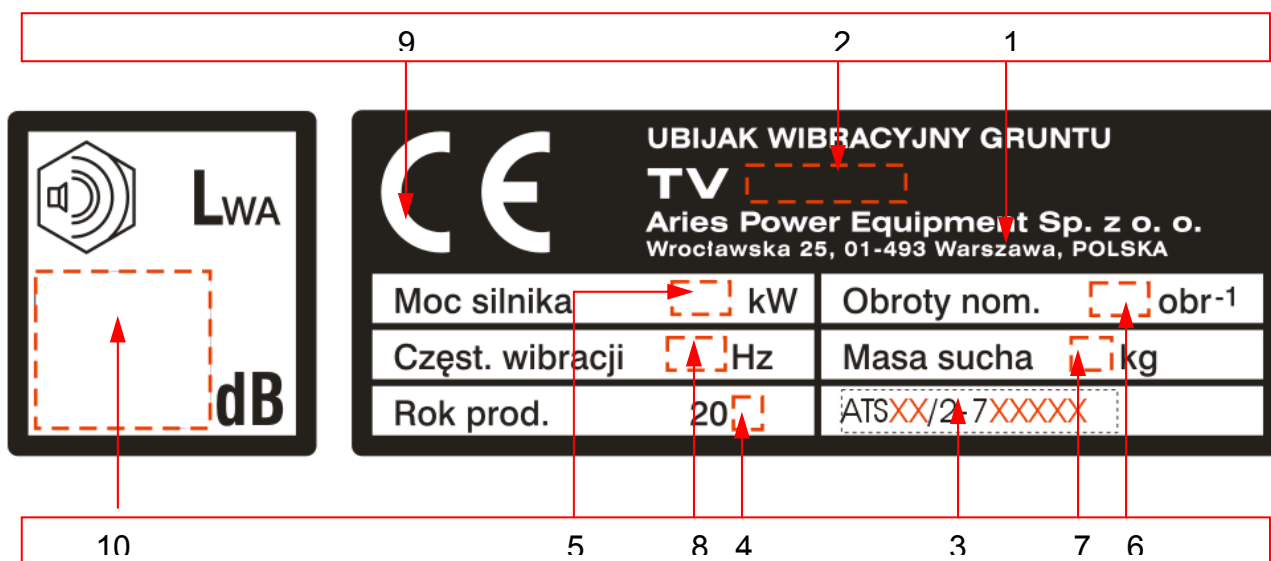 9 2 1
LWA
dB
CE
UBIJAK WIBRACYJNY GRUNTU
TV
Aries Power Equipment Sp. z o. o.
Wrocławska 25, 01-493 Warszawa, POLSKA
Moc silnika kW Obroty nom. obr-1
Częst. wibracji Hz Masa sucha kg
Rok prod. 20 ATSXX/2-7XXXXX
10 5 8 4 3 7 6